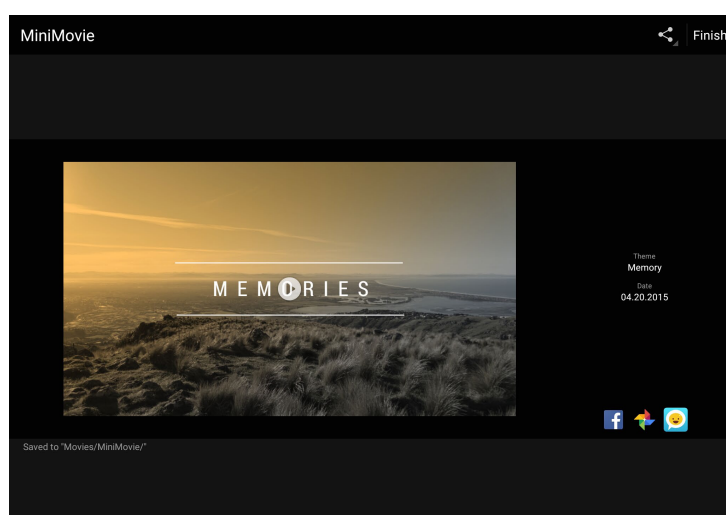 MiniMovie
Finish
MEMORIES
Theme
Memory
Date
04.20.2015
Saved to "Movies/MiniMovie/"